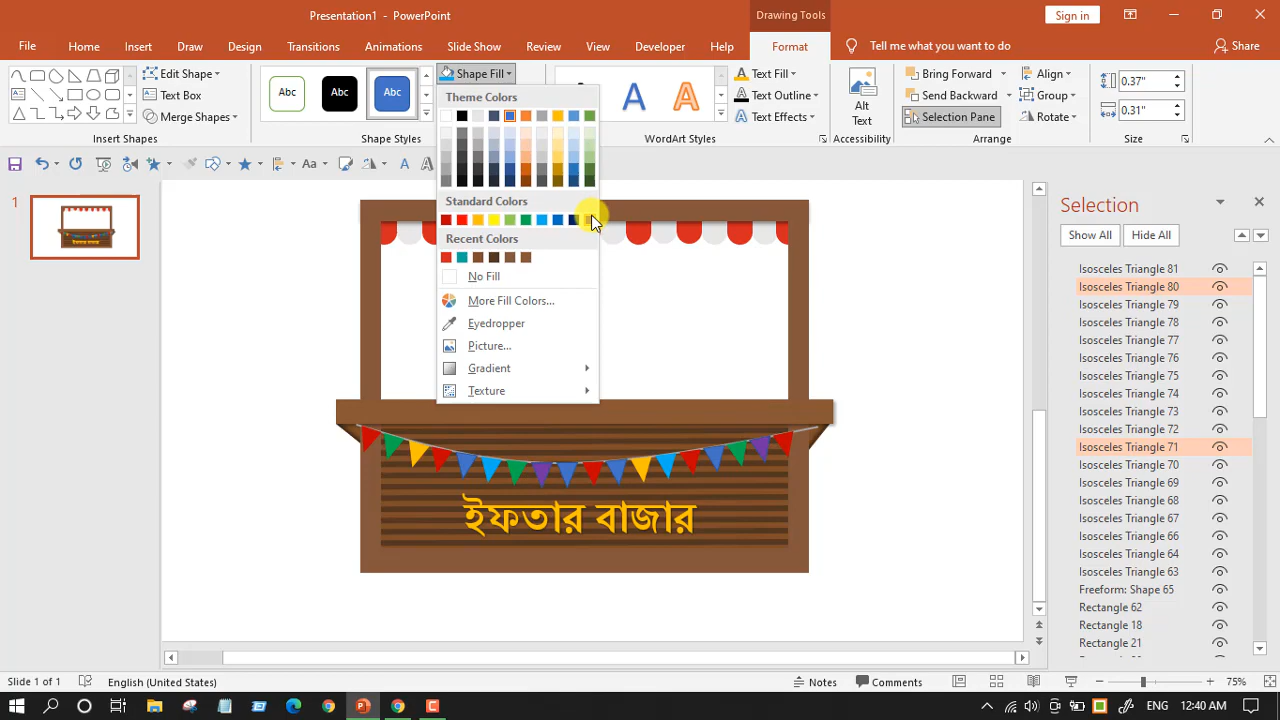 Presentation1 - PowerPoint
Drawing Tools
Sign in
File
Home
Insert
Draw
Design
Transitions
Animations
Slide Show
Review
View
Developer
Help
Format
Tell me what you want to do
Share
Edit Shape
Text Box
Merge Shapes
Insert Shapes
Abc
Abc
Abc
Shape Styles
Shape Fill
Theme Colors
Standard Colors
Recent Colors
No Fill
More Fill Colors...
Eyedropper
Picture...
Gradient
Texture
A
A
Text Fill
Text Outline
Text Effects
WordArt Styles
Alt
Text
Accessibility
Bring Forward
Send Backward
Selection Pane
Align
Group
Rotate
Arrange
0.37"
0.31"
Size
Aa
A
A
1
ইফতার বাজার
Selection
Show All
Hide All
Isosceles Triangle 81
Isosceles Triangle 80
Isosceles Triangle 79
Isosceles Triangle 78
Isosceles Triangle 77
Isosceles Triangle 76
Isosceles Triangle 75
Isosceles Triangle 74
Isosceles Triangle 73
Isosceles Triangle 72
Isosceles Triangle 71
Isosceles Triangle 70
Isosceles Triangle 69
Isosceles Triangle 68
Isosceles Triangle 67
Isosceles Triangle 66
Isosceles Triangle 64
Isosceles Triangle 63
Freeform: Shape 65
Rectangle 62
Rectangle 18
Rectangle 21
Slide 1 of 1
English (United States)
Notes
Comments
75%
12:40 AM